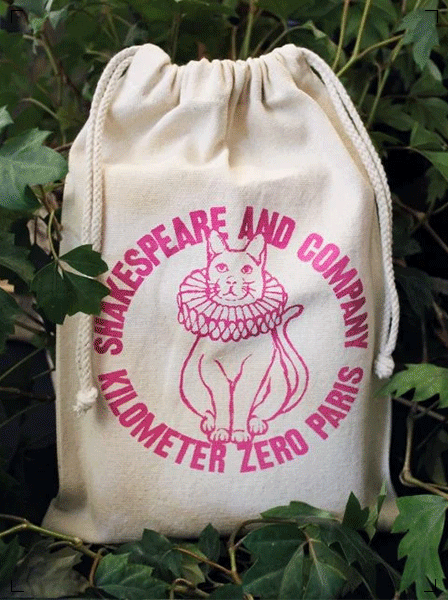 SHAKESPEARE AND COMPANY
KILOMETER ZERO PARIS